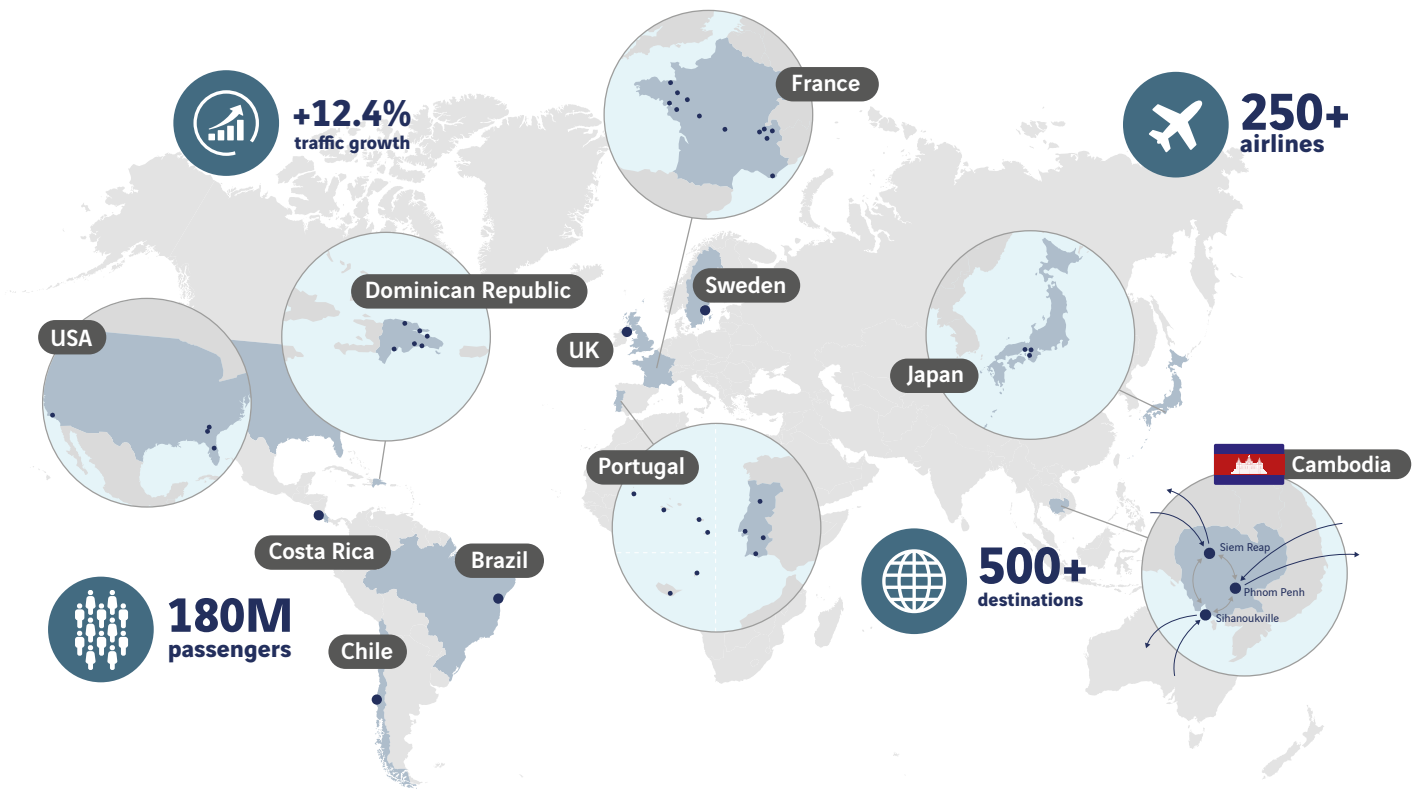 France
+12.4%
traffic growth
250+
airlines
Dominican Republic
Sweden
USA
UK
Japan
Portugal
Cambodia
Costa Rica
Brazil
Siem Reap
500+
destinations
Phnom Penh
Sihanoukville
180M
passengers
Chile